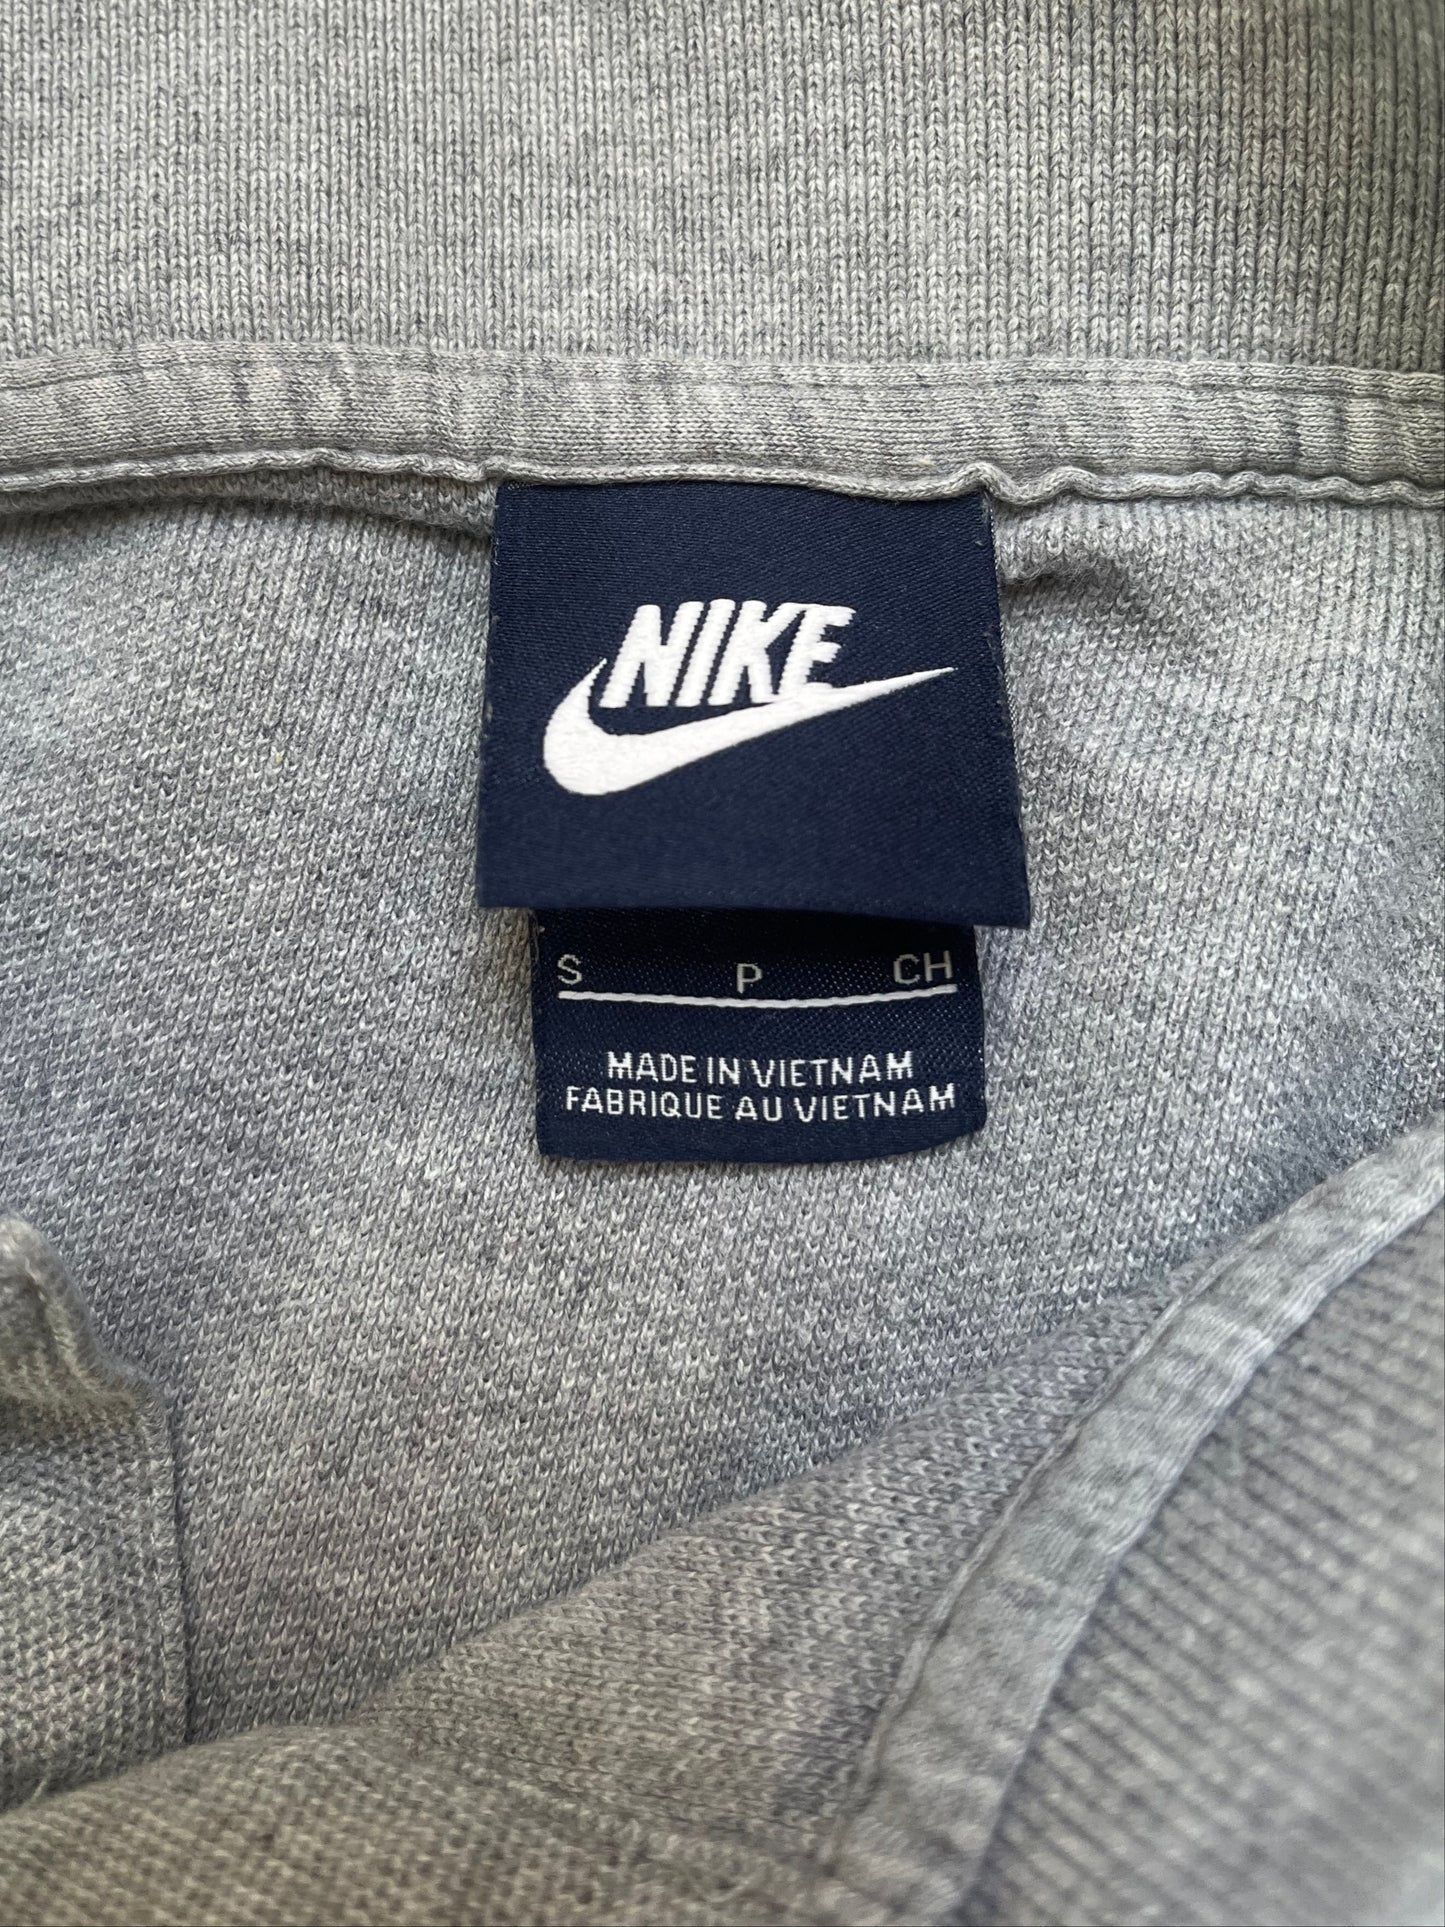 NIKE
S P CH
MADE IN VIETNAM
FABRIQUE AU VIETNAM